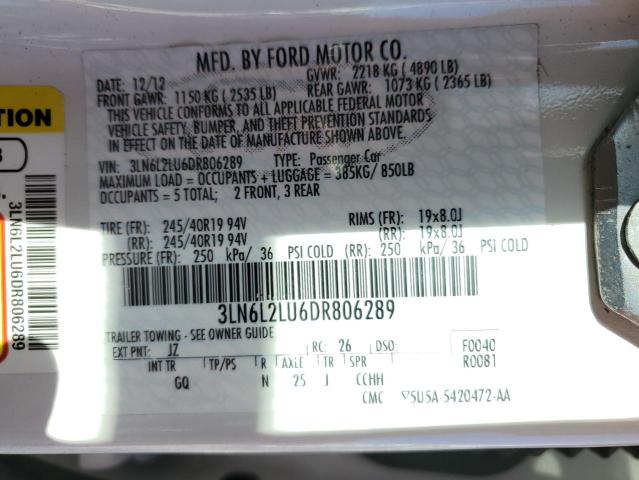 MFD. BY FORD MOTOR CO.
DATE: 12/12 GVWR: 2218 KG ( 4890 LB)
FRONT GAWR: 1150 KG ( 2535 LB) REAR GAWR: 1073 KG ( 2365 LB)
THIS VEHICLE CONFORMS TO ALL APPLICABLE FEDERAL MOTOR
VEHICLE SAFETY, BUMPER, AND THEFT PREVENTION STANDARDS
IN EFFECT ON THE DATE OF MANUFACTURE SHOWN ABOVE.
VIN: 3LN6L2LU6DR806289 TYPE: Passenger Car
MAXIMUM LOAD = OCCUPANTS + LUGGAGE = 385KG/ 850LB
OCCUPANTS = 5 TOTAL; 2 FRONT, 3 REAR
TIRE (FR): 245/40R19 94V RIMS (FR): 19x8.0J
(RR): 245/40R19 94V (RR): 19x8.0J
PRESSURE (FR): 250 kPa/ 36 PSI COLD (RR): 250 kPa/ 36 PSI COLD
3LN6L2LU6DR806289
TRAILER TOWING - SEE OWNER GUIDE
EXT PNT: JZ RC: 26 DSO: F0040
INT TR TP/PS R AXLE TR SPR R0081
GQ N 25 J CCHH
CMC 5U5A-5420472-AA
3LN6L2LU6DR806289